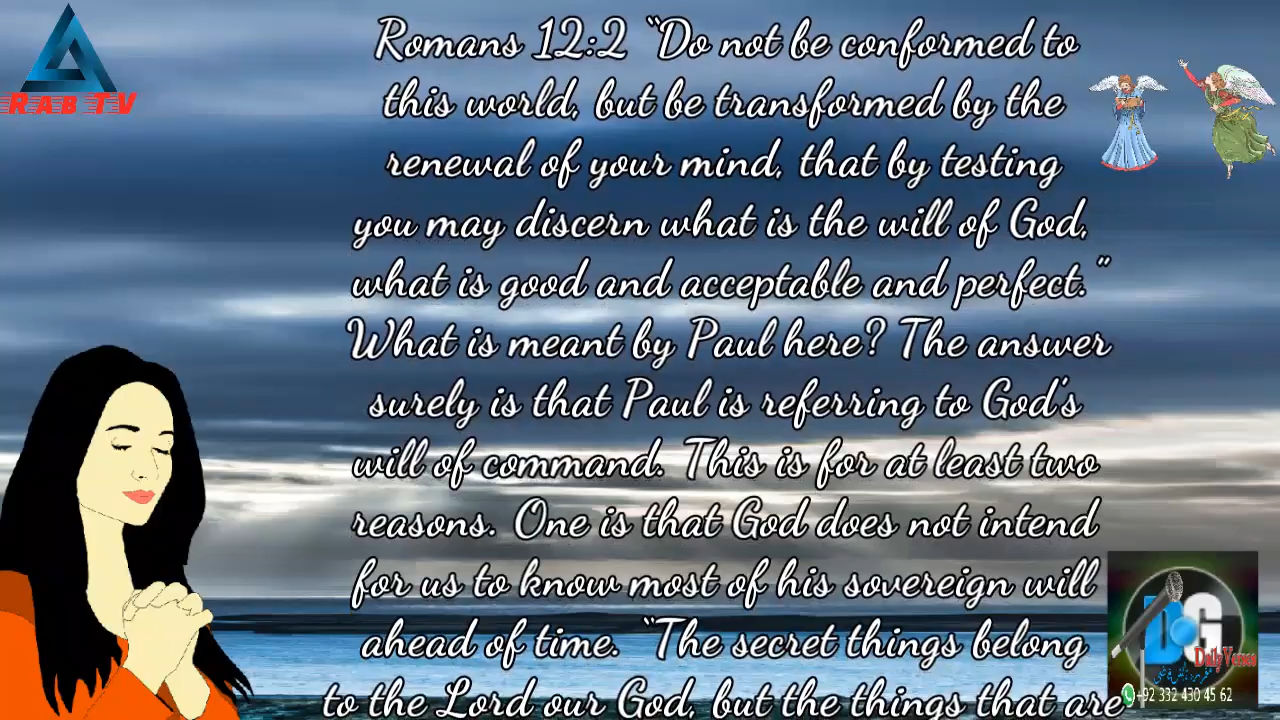 Romans 12:2 “Do not be conformed to
this world, but be transformed by the
renewal of your mind, that by testing
you may discern what is the will of God,
what is good and acceptable and perfect.”
What is meant by Paul here? The answer
surely is that Paul is referring to God's
will of command. This is for at least two
reasons. One is that God does not intend
for us to know most of his sovereign will
ahead of time. “The secret things belong
to the Lord our God, but the things that are
RAB TV
DG
Daily Verses
+92 332 430 45 62